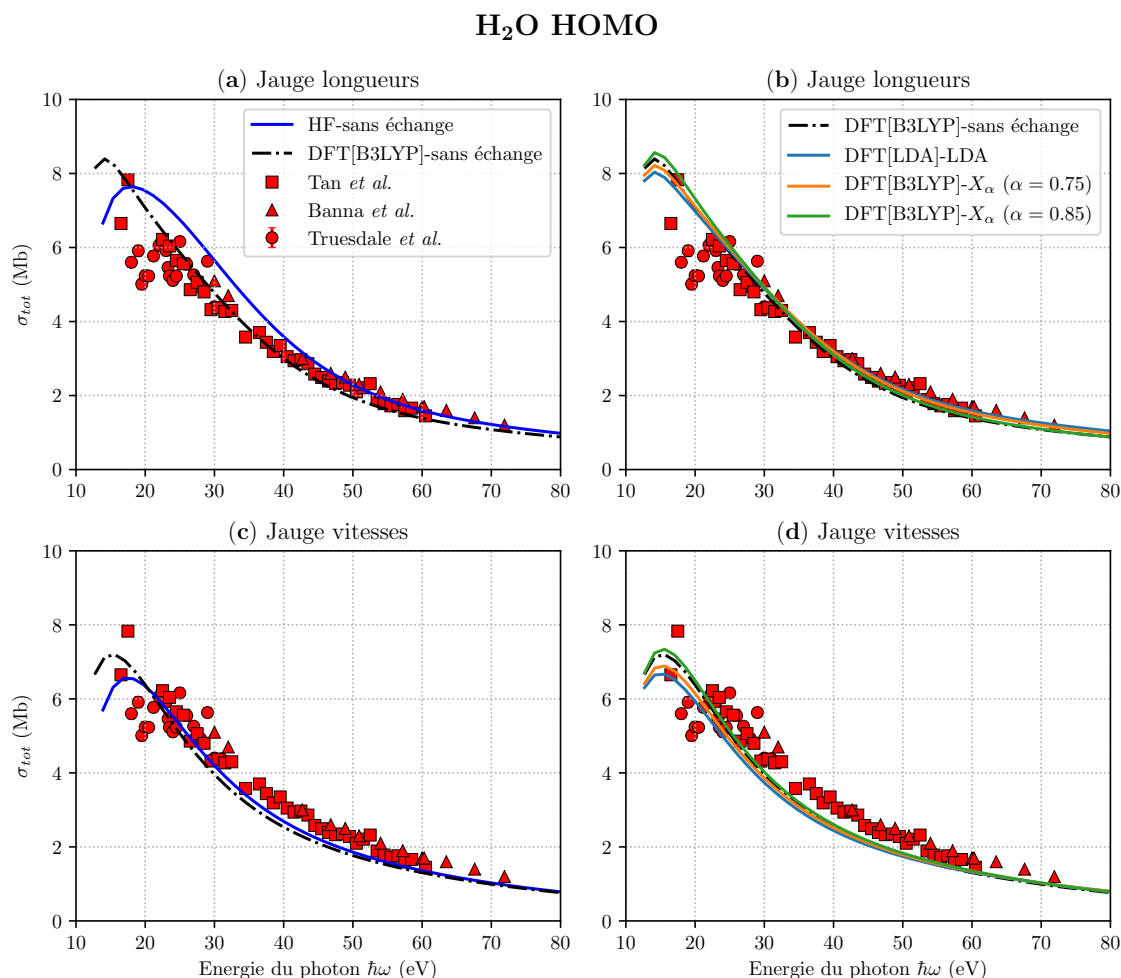 H₂O HOMO
(a) Jauge longueurs
(b) Jauge longueurs
10
8
6
4
2
0
σtot (Mb)
HF-sans échange
DFT[B3LYP]-sans échange
Tan et al.
Banna et al.
Truesdale et al.
10 20 30 40 50 60 70 80
10
8
6
4
2
0
DFT[B3LYP]-sans échange
DFT[LDA]-LDA
DFT[B3LYP]-Xα (α = 0.75)
DFT[B3LYP]-Xα (α = 0.85)
10 20 30 40 50 60 70 80
(c) Jauge vitesses
(d) Jauge vitesses
10
8
6
4
2
0
σtot (Mb)
10 20 30 40 50 60 70 80
Energie du photon ℏω (eV)
10
8
6
4
2
0
10 20 30 40 50 60 70 80
Energie du photon ℏω (eV)